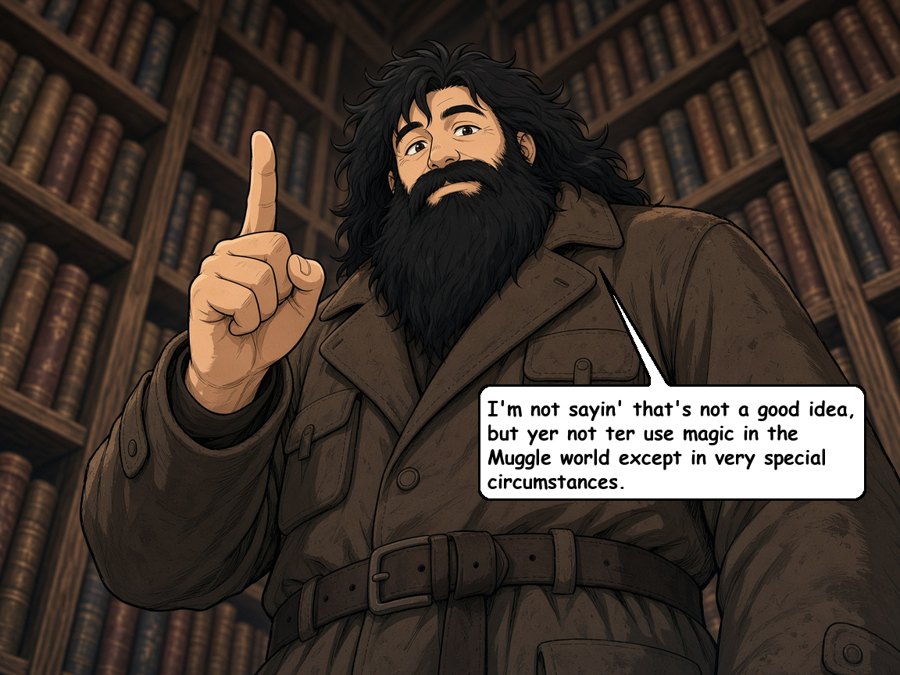 I'm not sayin' that's not a good idea,
but yer not ter use magic in the
Muggle world except in very special
circumstances.